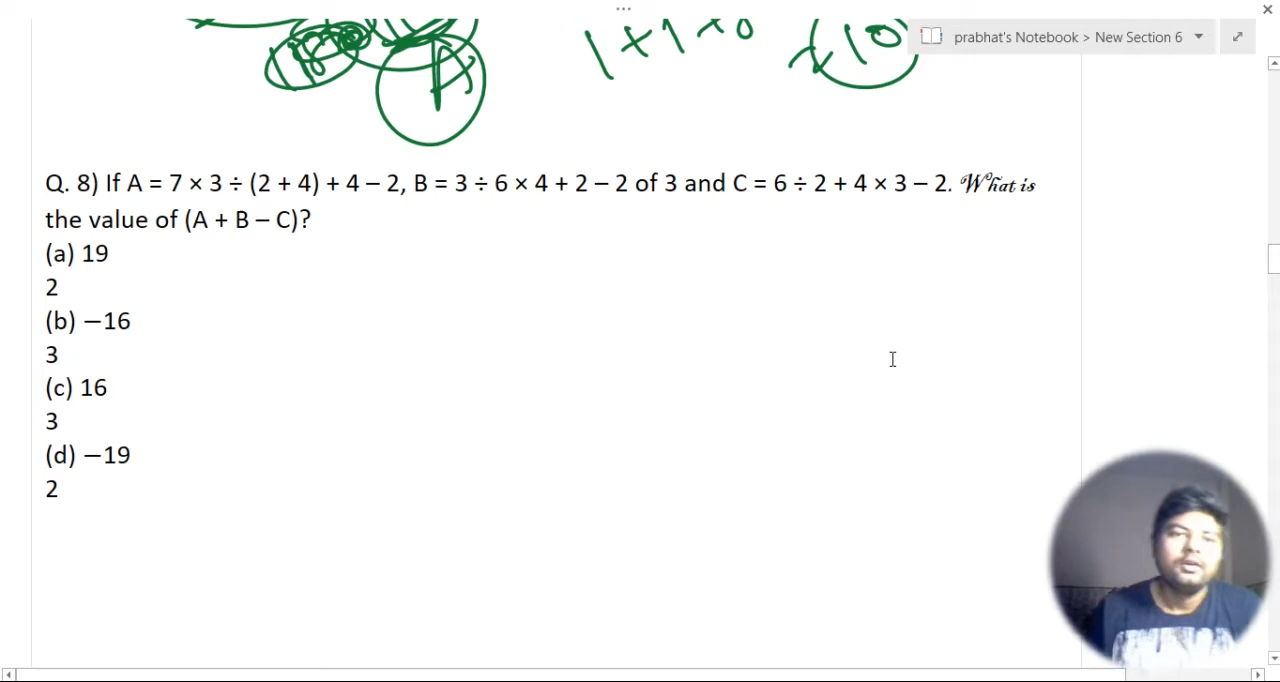 prabhat's Notebook > New Section 6
Q. 8) If A = 7 × 3 ÷ (2 + 4) + 4 − 2, B = 3 ÷ 6 × 4 + 2 − 2 of 3 and C = 6 ÷ 2 + 4 × 3 − 2. What is
the value of (A + B − C)?
(a) 19
2
(b) −16
3
(c) 16
3
(d) −19
2